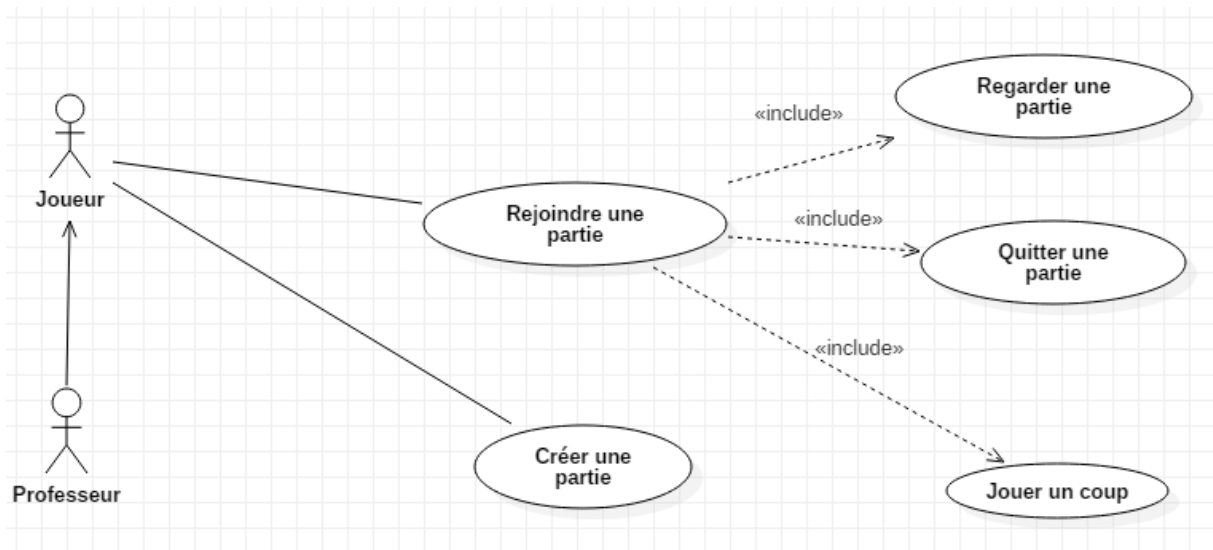 Regarder une
partie
«include»
Joueur
Rejoindre une
partie
«include»
Quitter une
partie
«include»
Créer une
partie
Jouer un coup
Professeur